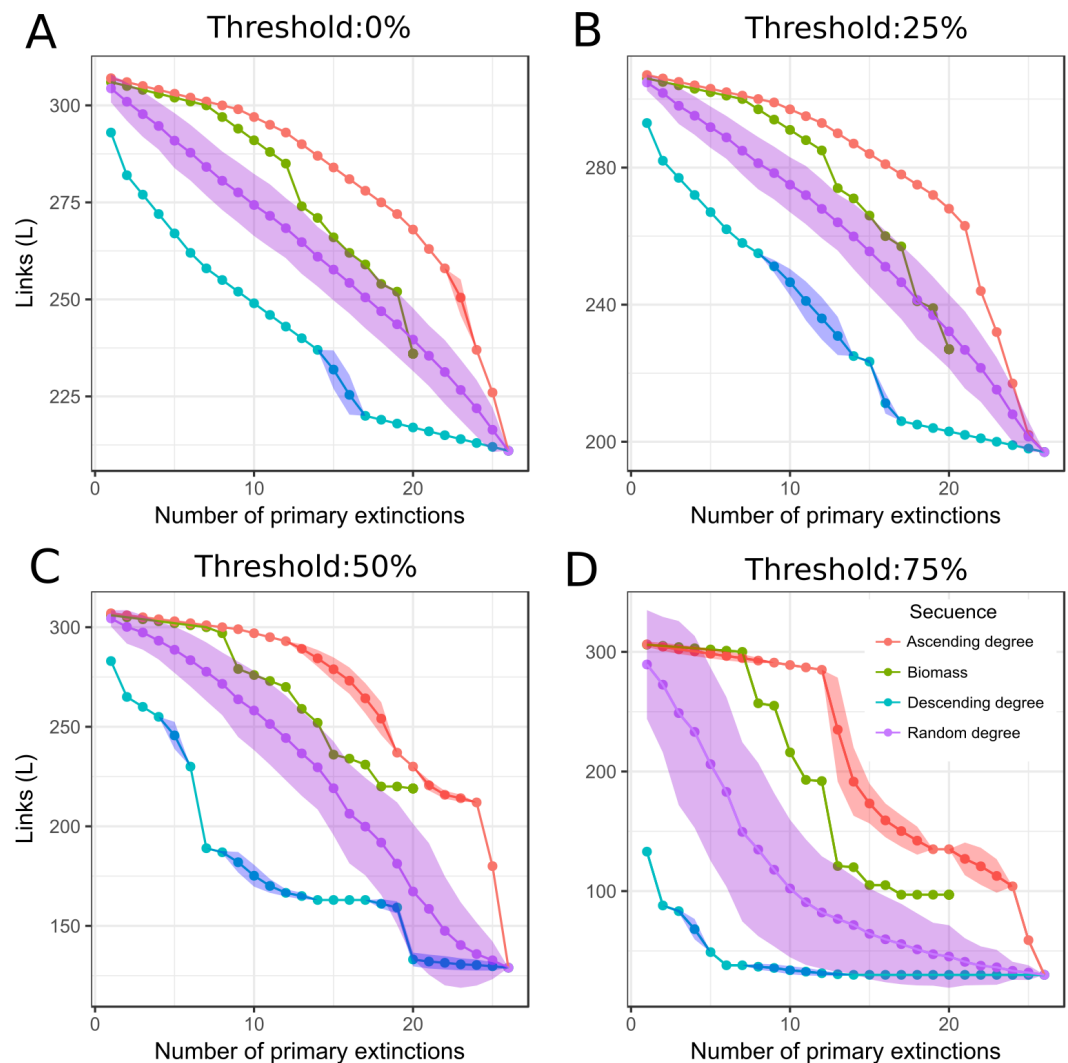 A
Threshold:0%
Links (L)
300
275
250
225
0
10
20
Number of primary extinctions
B
Threshold:25%
280
240
200
0
10
20
Number of primary extinctions
C
Threshold:50%
Links (L)
300
250
200
150
0
10
20
Number of primary extinctions
D
Threshold:75%
300
200
100
0
10
20
Number of primary extinctions
Secuence
Ascending degree
Biomass
Descending degree
Random degree